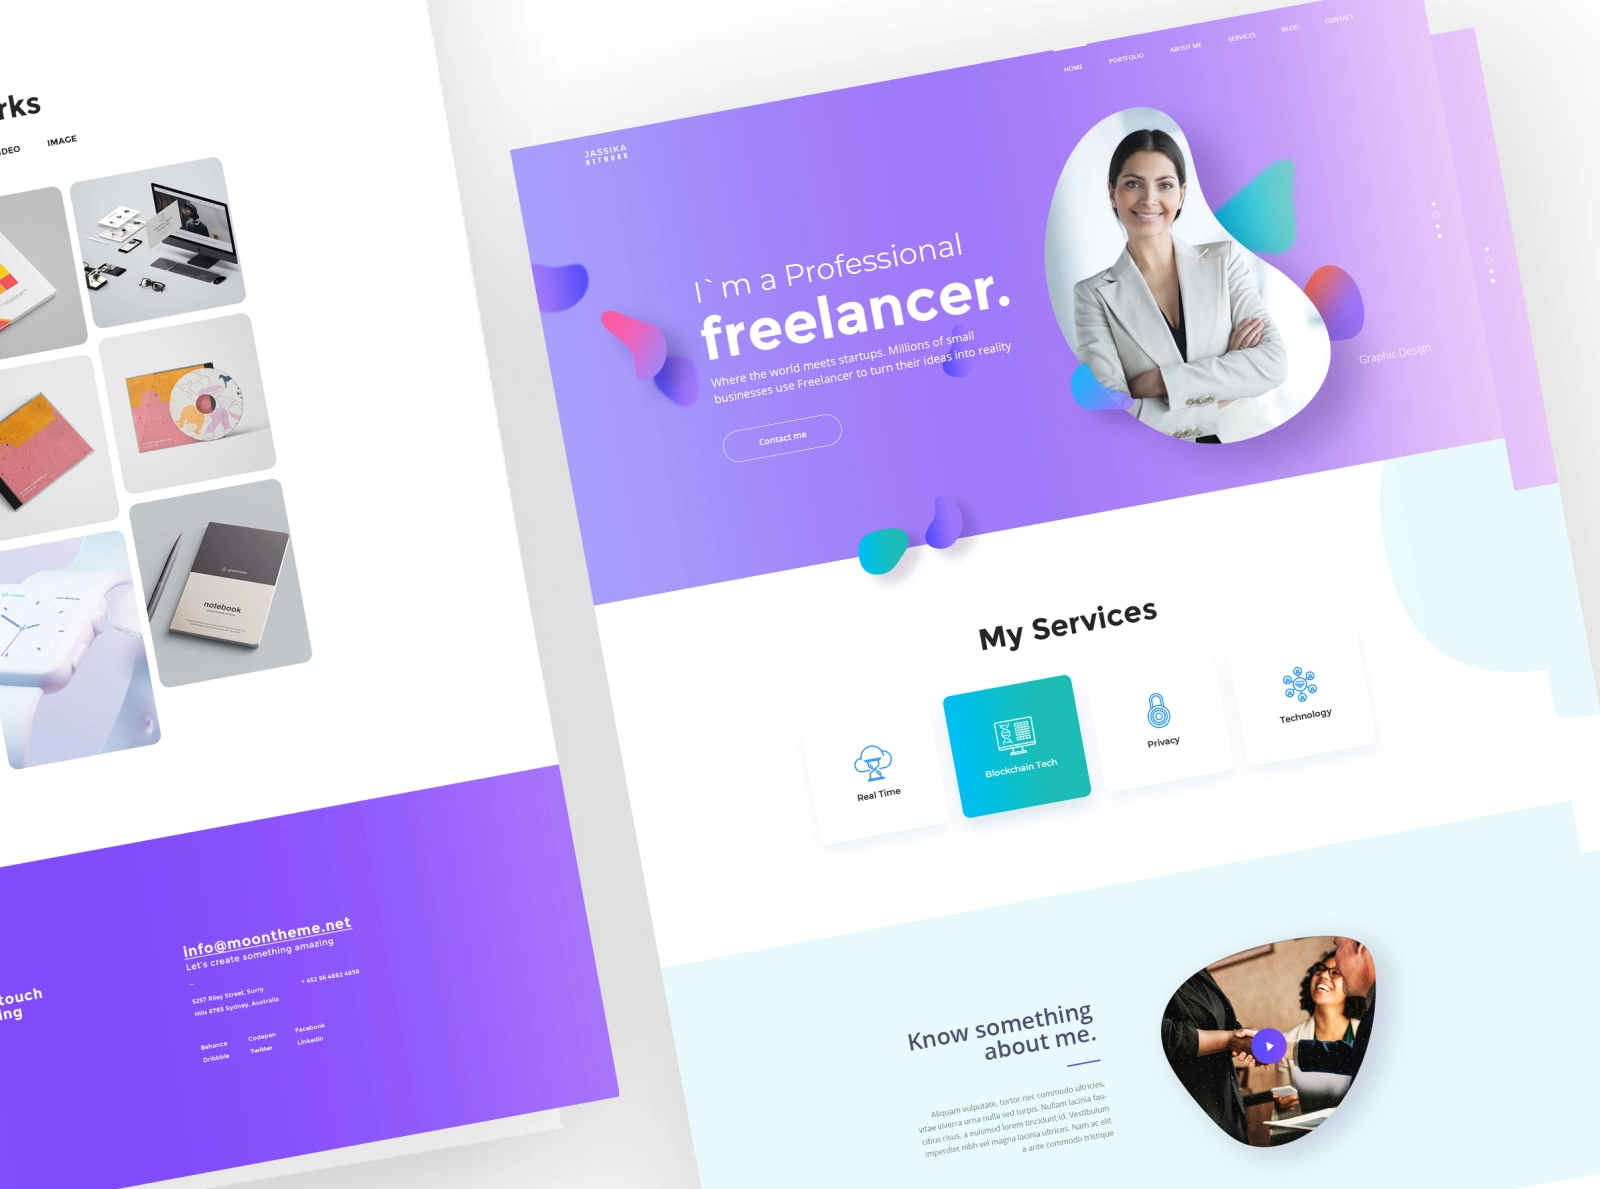 rks
IDEO
IMAGE
notebook
touch
ing
info@moontheme.net
Let's create something amazing
5257 Riley Street, Surry
Hills 8785 Sydney, Australia
+ 452 56 4882 4858
Behance
Codepen
Facebook
Dribbble
Twitter
Linkedin
JASSIKA
NETWORK
HOME
PORTFOLIO
ABOUT ME
SERVICES
BLOG
CONTACT
I`m a Professional
freelancer.
Where the world meets startups. Millions of small
businesses use Freelancer to turn their ideas into reality
Contact me
Graphic Design
My Services
Real Time
Blockchain Tech
Privacy
Technology
Know something
about me.
Aliquam vulputate, tortor nec commodo ultricies,
vitae viverra urna nulla sed turpis. Nullam lacinia fau-
cibus risus, a euismod lorem tincidunt id. Vestibulum
imperdiet nibh vel magna lacinia ultrices. Nam ac elit
a ante commodo tristique